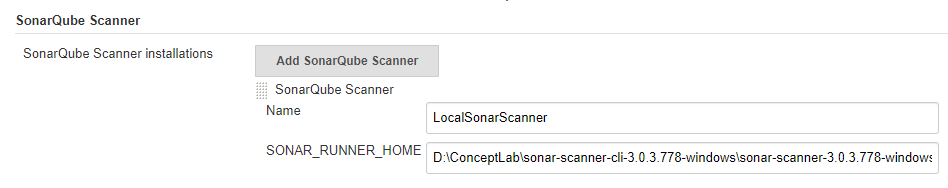 SonarQube Scanner
SonarQube Scanner installations
Add SonarQube Scanner
SonarQube Scanner
Name
LocalSonarScanner
SONAR_RUNNER_HOME
D:\ConceptLab\sonar-scanner-cli-3.0.3.778-windows\sonar-scanner-3.0.3.778-windows